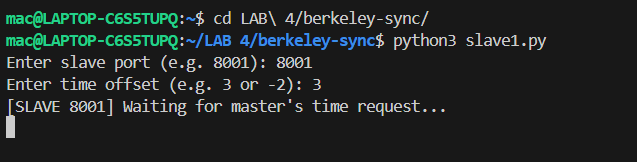 mac@LAPTOP-C6S5TUPQ:~$ cd LAB\ 4/berkeley-sync/
mac@LAPTOP-C6S5TUPQ:~/LAB 4/berkeley-sync$ python3 slave1.py
Enter slave port (e.g. 8001): 8001
Enter time offset (e.g. 3 or -2): 3
[SLAVE 8001] Waiting for master's time request...